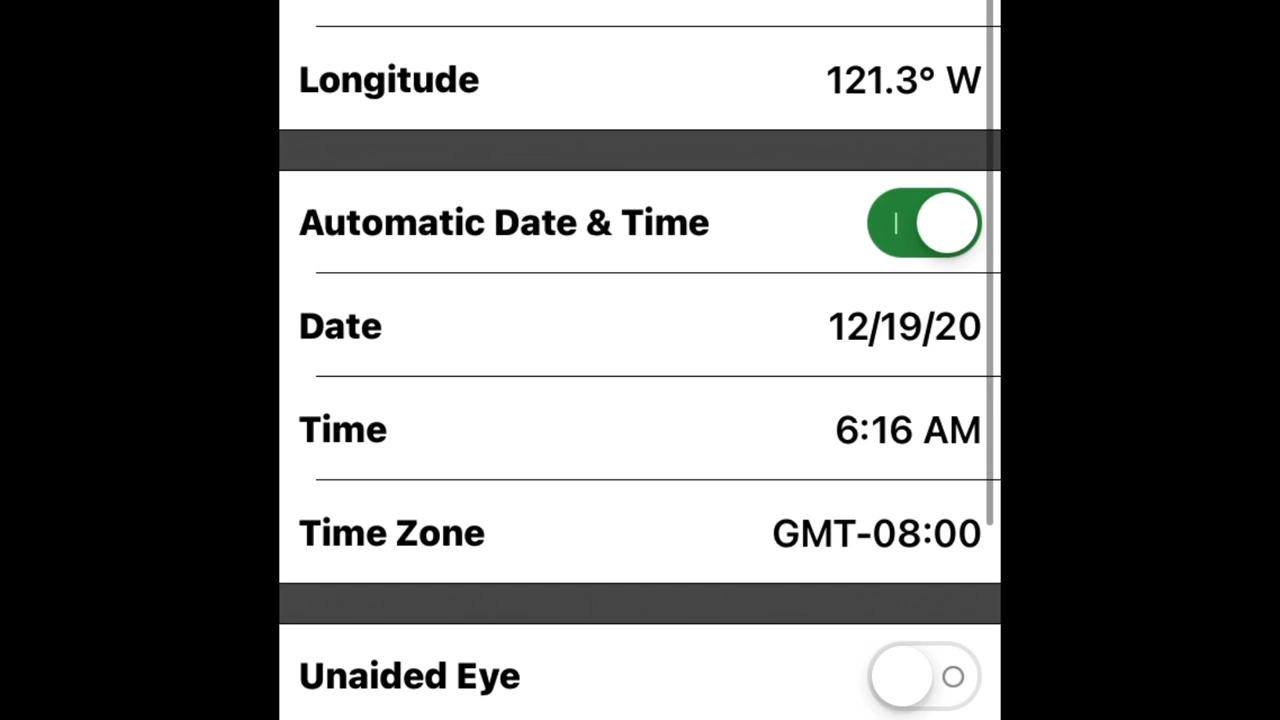 Longitude 121.3° W
Automatic Date & Time
Date 12/19/20
Time 6:16 AM
Time Zone GMT-08:00
Unaided Eye